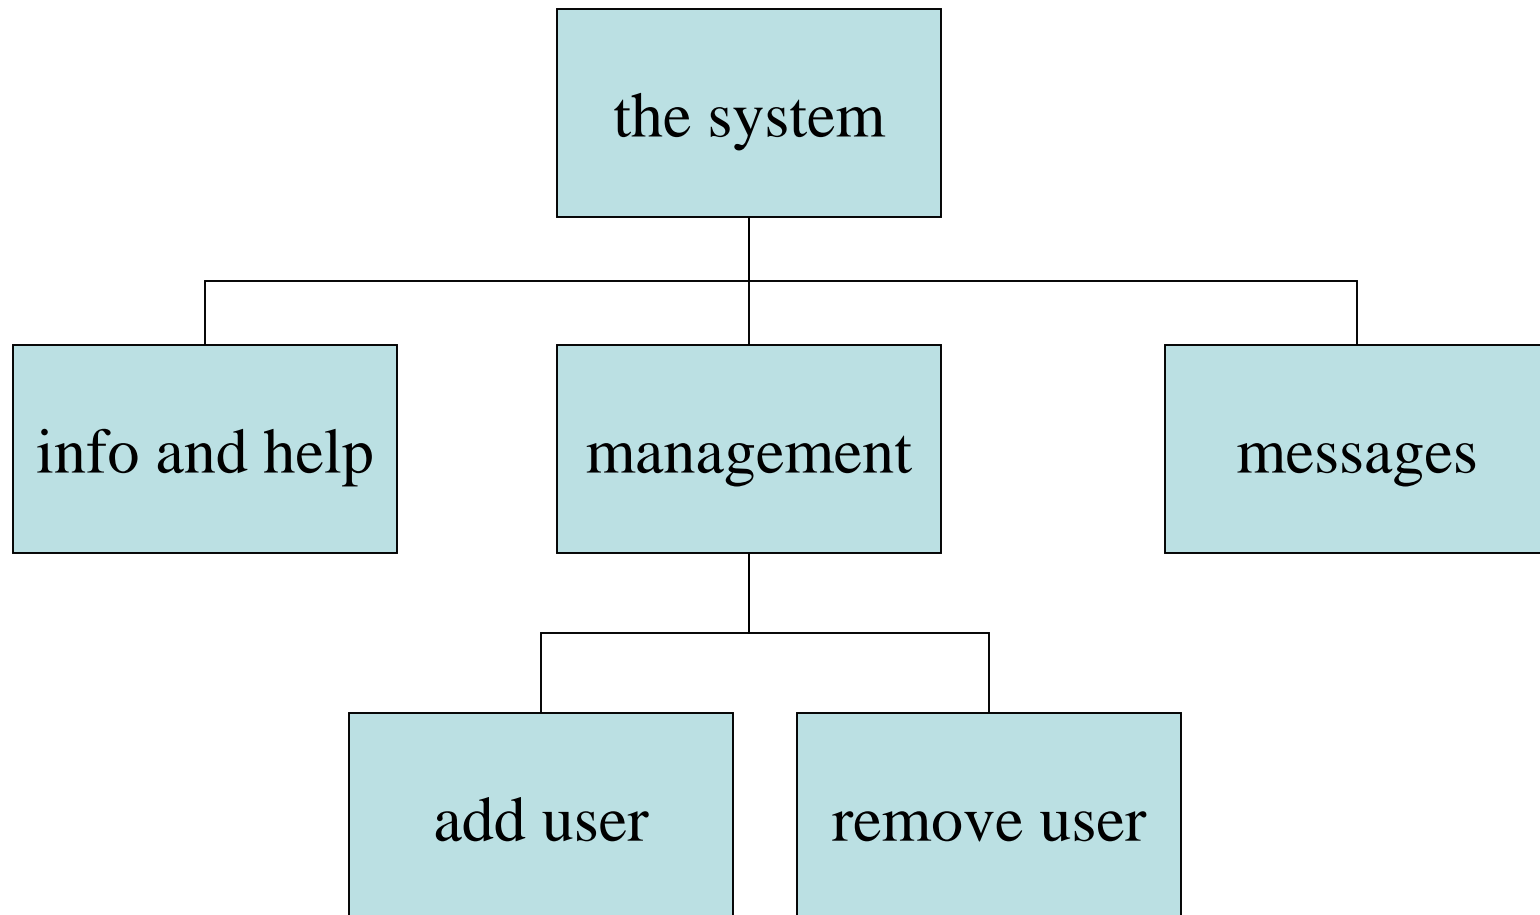 the system
info and help
management
messages
add user
remove user